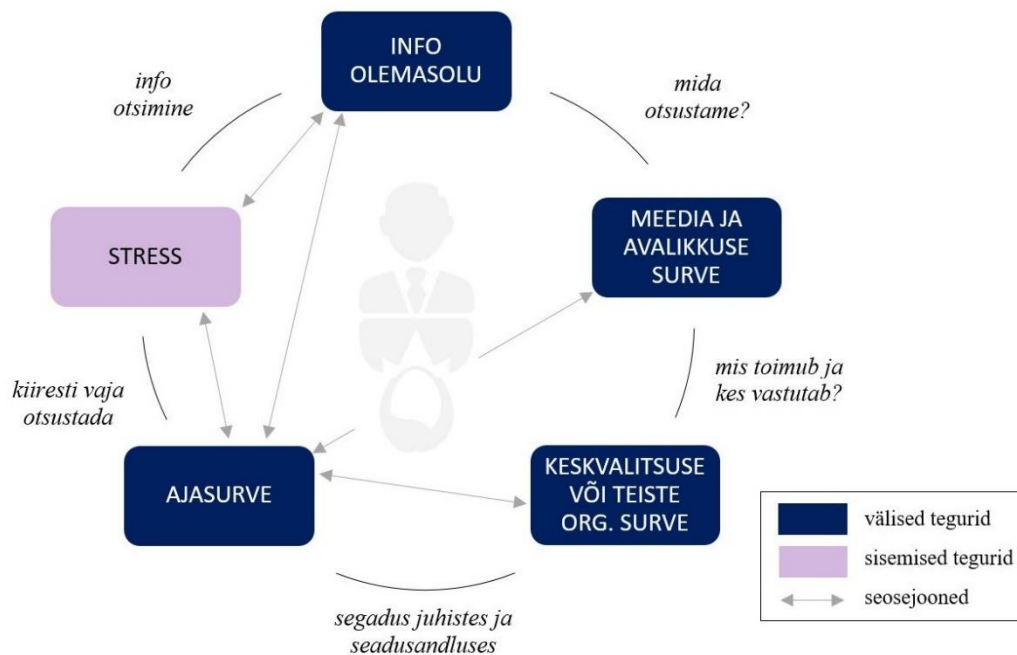 INFO
OLEMASOLU
info
otsimine
mida
otsustame?
STRESS
MEEDIA JA
AVALIKKUSE
SURVE
kiiresti vaja
otsustada
mis toimub ja
kes vastutab?
AJASURVE
KESKVALITSUSE
VÕI TEISTE
ORG. SURVE
segadus juhistes ja
seadusandluses
välised tegurid
sisemised tegurid
seosejooned